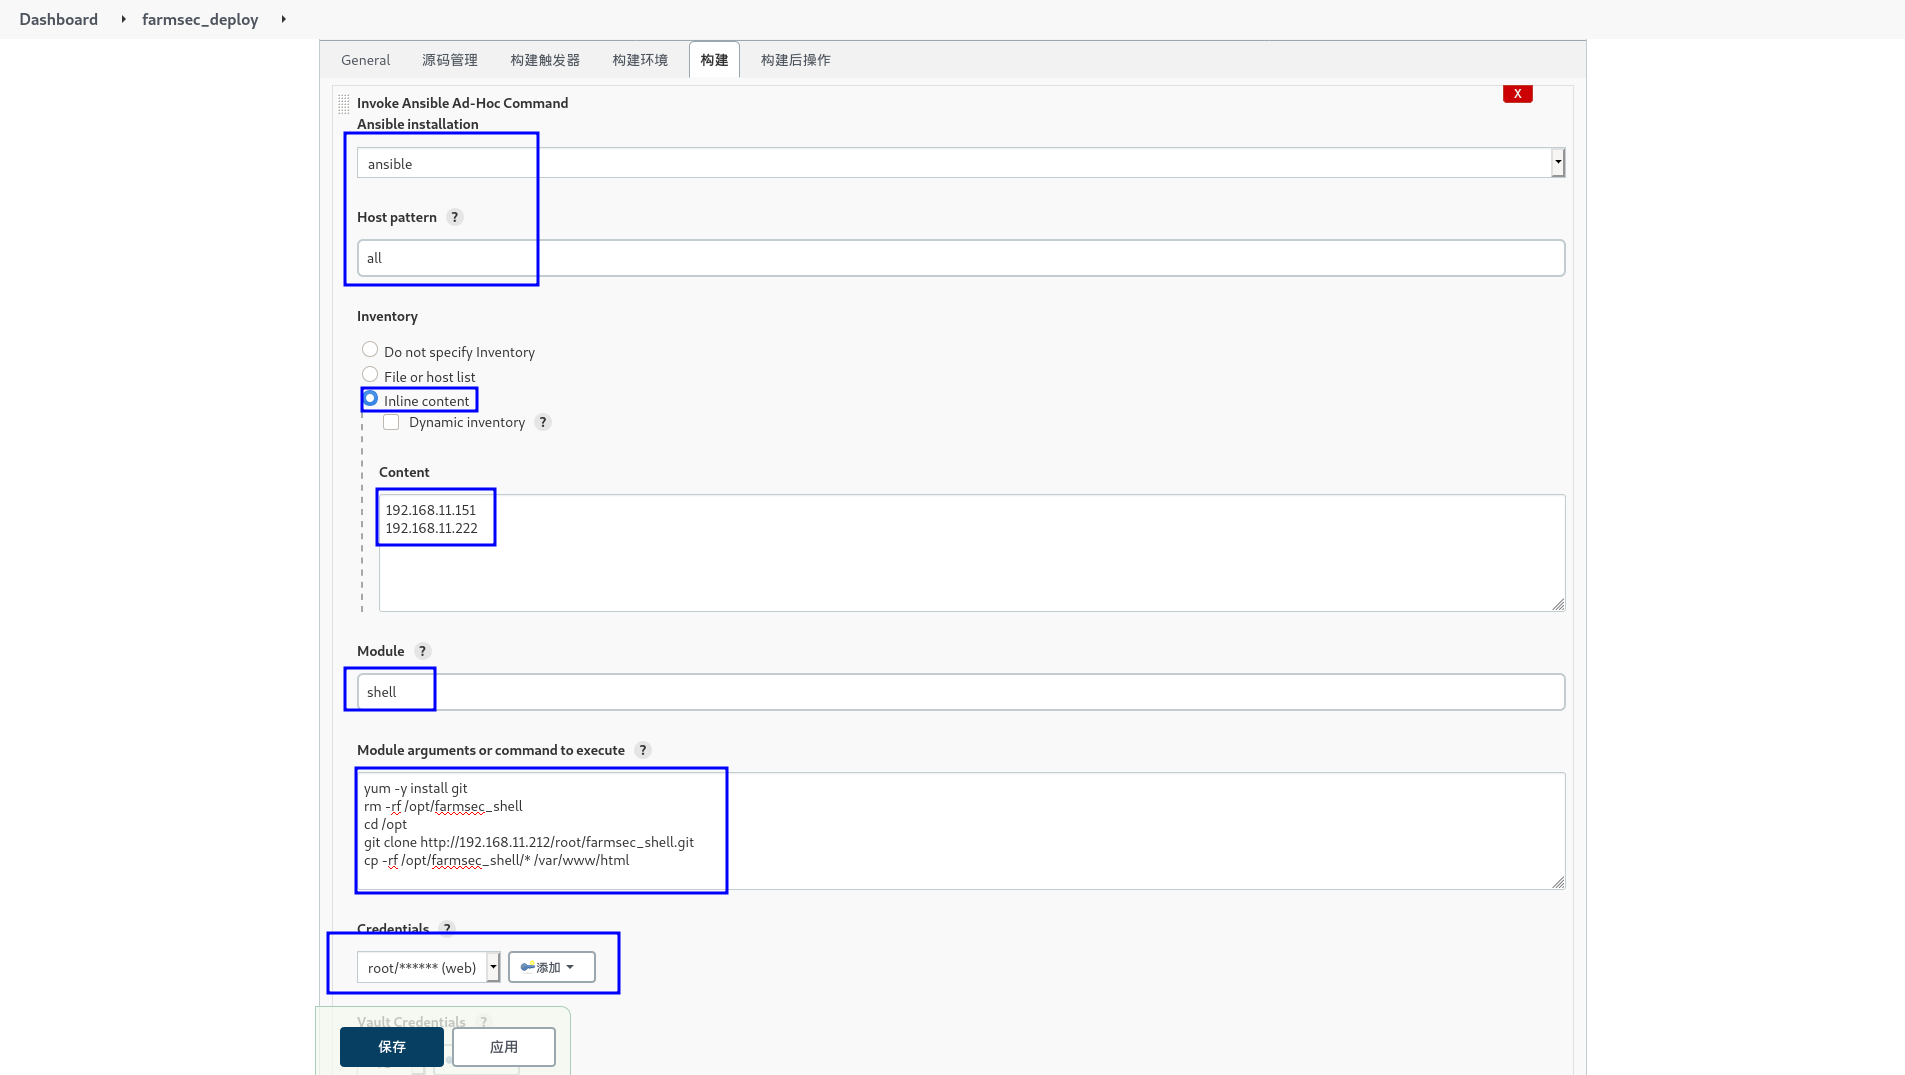 Dashboard farmsec_deploy
General 源码管理 构建触发器 构建环境 构建 构建后操作
Invoke Ansible Ad-Hoc Command
X
Ansible installation
ansible
Host pattern ?
all
Inventory
Do not specify Inventory
File or host list
Inline content
Dynamic inventory ?
Content
192.168.11.151
192.168.11.222
Module ?
shell
Module arguments or command to execute ?
yum -y install git
rm -rf /opt/farmsec_shell
cd /opt
git clone http://192.168.11.212/root/farmsec_shell.git
cp -rf /opt/farmsec_shell/* /var/www/html
Credentials ?
root/****** (web) 添加
Vault Credentials ?
保存 应用